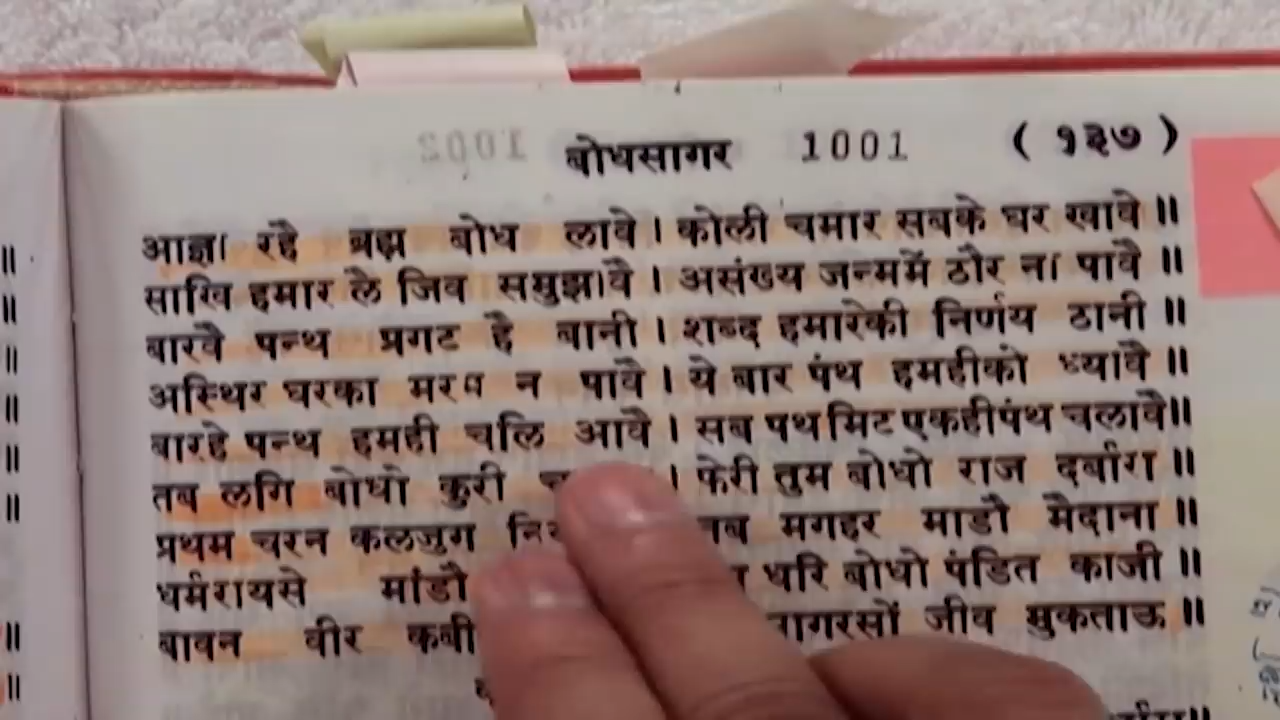 बोधसागर 1001 ( १३७ )
आज्ञा रहै ब्रह्म बोध लावे । कोली चमार सबके घर खावे ॥
साखि हमार लै जिव समुझावै । असंख्य जन्ममें ठौर ना पावै ॥
बारवै पन्थ प्रगट है बानी । शब्द हमारेकी निर्णय ठानी ॥
अस्थिर घरका मरम न पावै । ये बार पंथ हमहीको ध्यावै ॥
बारहे पन्थ हमही चलि आवै । सब पथ मिट एकहीपंथ चलावै॥
तब लगि बोधो कुरी । फेरी तुम बोधो राज दर्बारा ॥
प्रथम चरन कलजुग मगहर माडौ मैदाना ॥
धर्मरायसे मांडौ धरि बोधो पंडित काजी ॥
बावन वीर कबी जीव मुकताऊ ॥